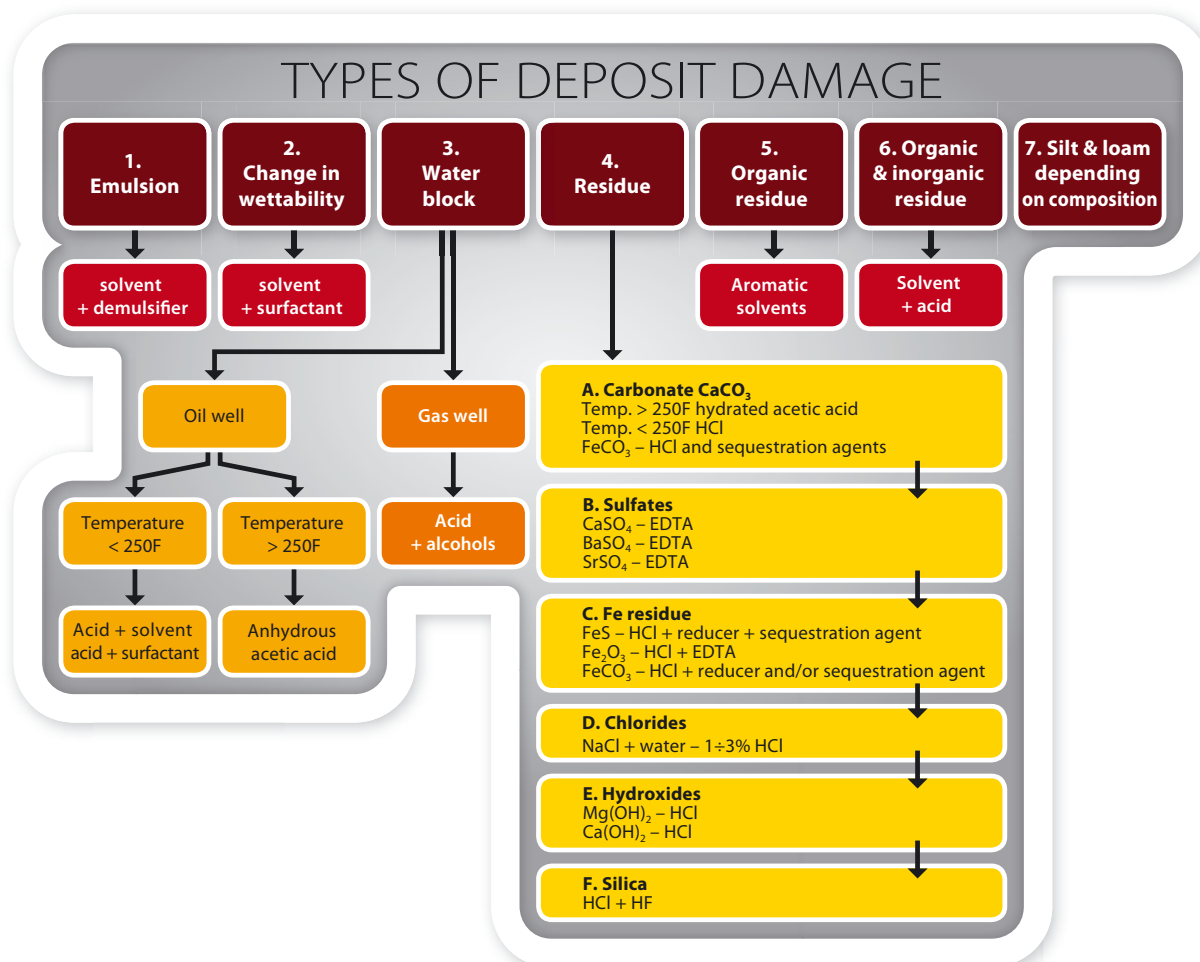 TYPES OF DEPOSIT DAMAGE
1.
Emulsion
2.
Change in
wettability
3.
Water
block
4.
Residue
5.
Organic
residue
6. Organic
& inorganic
residue
7. Silt & loam
depending
on composition
solvent
+ demulsifier
solvent
+ surfactant
Aromatic
solvents
Solvent
+ acid
Oil well
Gas well
Temperature
< 250F
Temperature
> 250F
Acid
+ alcohols
Acid + solvent
acid + surfactant
Anhydrous
acetic acid
A. Carbonate CaCO₃
Temp. > 250F hydrated acetic acid
Temp. < 250F HCl
FeCO₃ – HCl and sequestration agents
B. Sulfates
CaSO₄ – EDTA
BaSO₄ – EDTA
SrSO₄ – EDTA
C. Fe residue
FeS – HCl + reducer + sequestration agent
Fe₂O₃ – HCl + EDTA
FeCO₃ – HCl + reducer and/or sequestration agent
D. Chlorides
NaCl + water – 1÷3% HCl
E. Hydroxides
Mg(OH)₂ – HCl
Ca(OH)₂ – HCl
F. Silica
HCl + HF